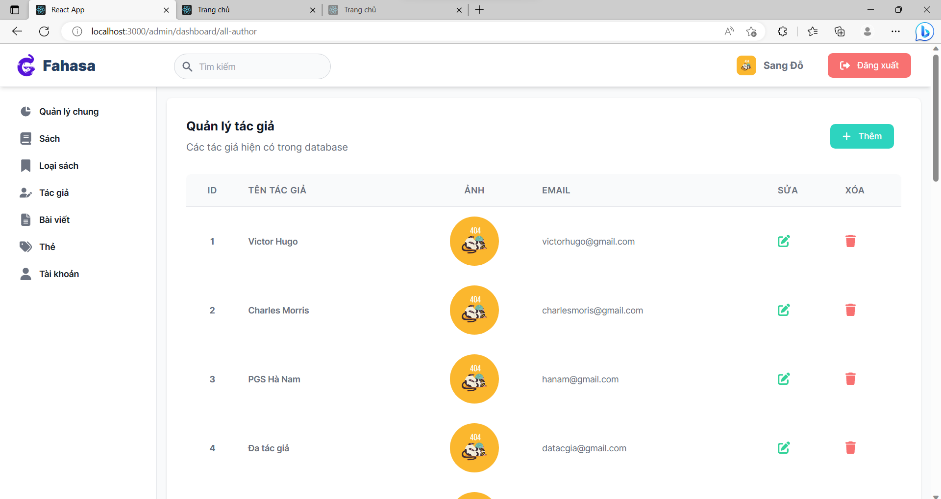 React App
Trang chủ
Trang chủ
localhost:3000/admin/dashboard/all-author
Fahasa
Tìm kiếm
Sang Đỗ
Đăng xuất
Quản lý chung
Sách
Loại sách
Tác giả
Bài viết
Thẻ
Tài khoản
Quản lý tác giả
Các tác giả hiện có trong database
Thêm
ID TÊN TÁC GIẢ ẢNH EMAIL SỬA XÓA
1 Victor Hugo 404 victorhugo@gmail.com
2 Charles Morris 404 charlesmoris@gmail.com
3 PGS Hà Nam 404 hanam@gmail.com
4 Đa tác giả 404 datacgia@gmail.com